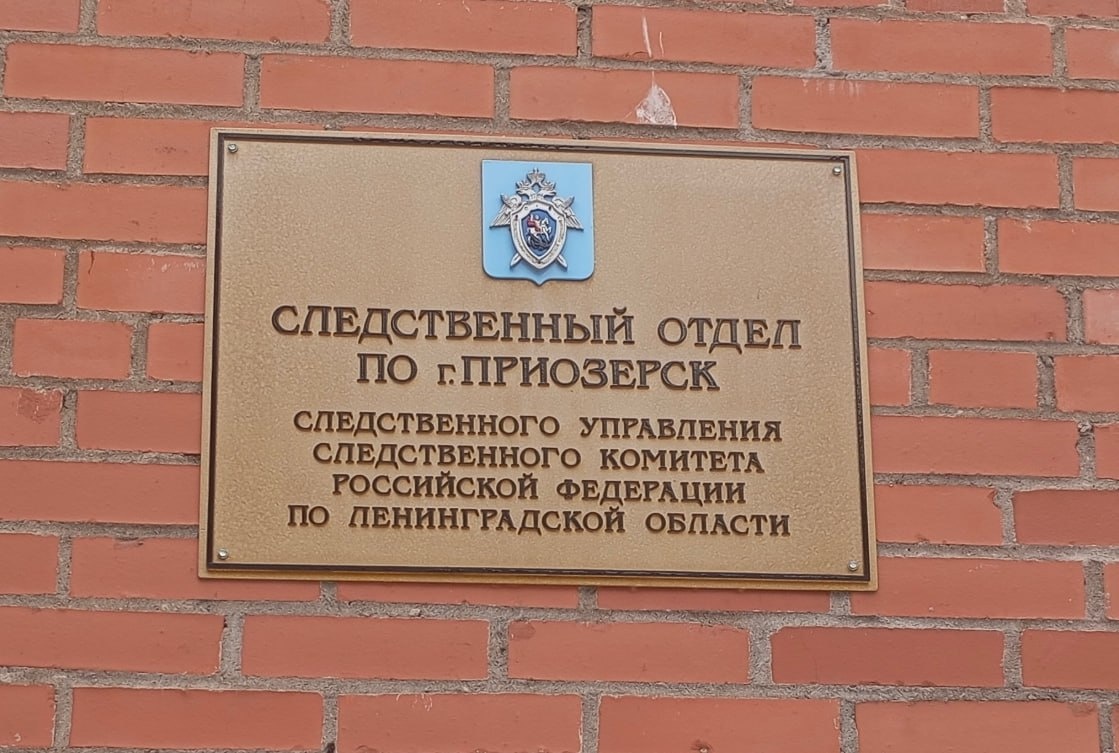 СЛЕДСТВЕННЫЙ ОТДЕЛ
ПО г. ПРИОЗЕРСК
СЛЕДСТВЕННОГО УПРАВЛЕНИЯ
СЛЕДСТВЕННОГО КОМИТЕТА
РОССИЙСКОЙ ФЕДЕРАЦИИ
ПО ЛЕНИНГРАДСКОЙ ОБЛАСТИ